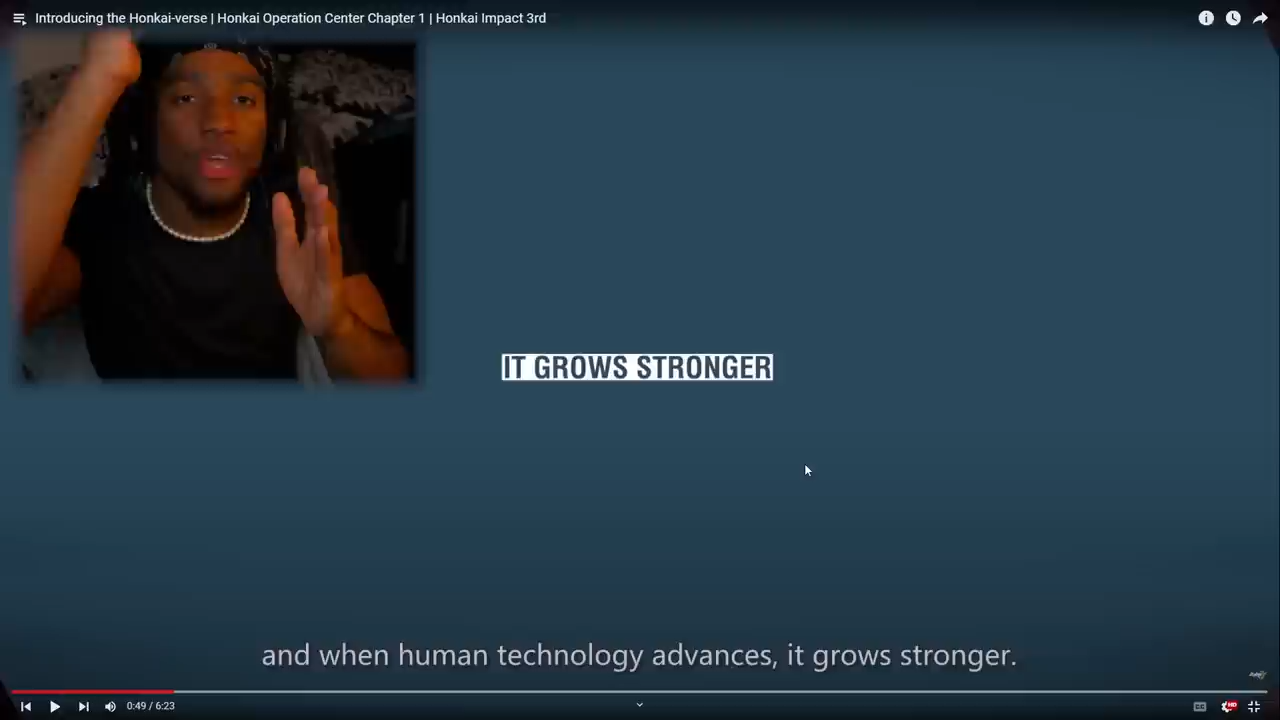 Introducing the Honkai-verse | Honkai Operation Center Chapter 1 | Honkai Impact 3rd
IT GROWS STRONGER
and when human technology advances, it grows stronger.
0:49 / 6:23
HD